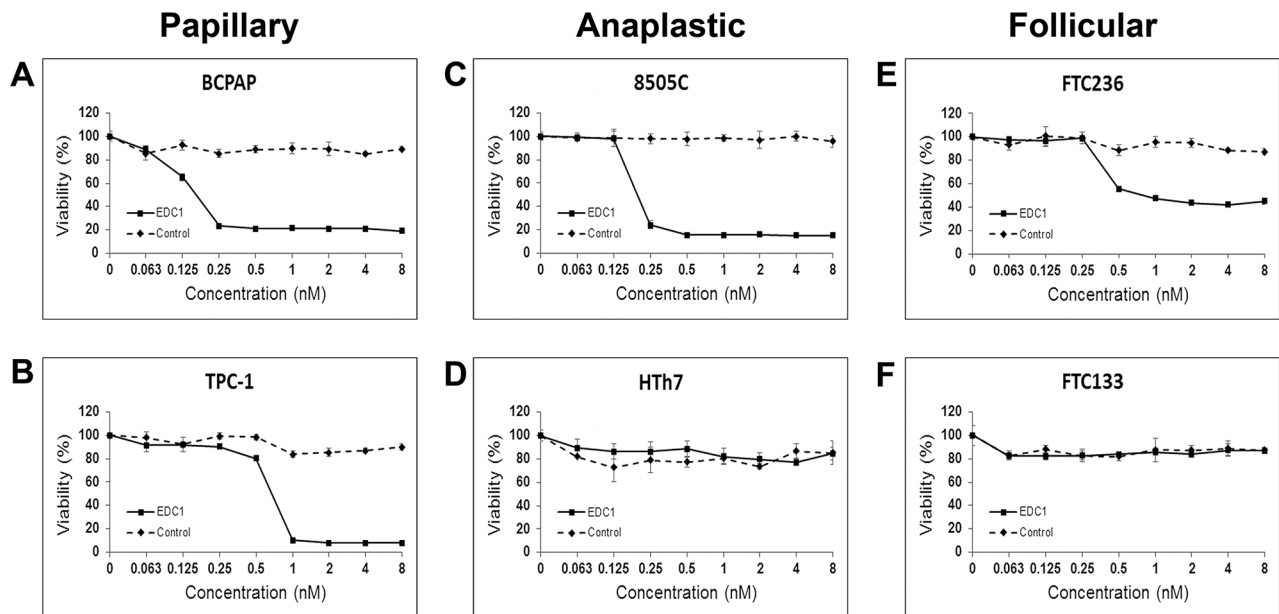 Papillary
Anaplastic
Follicular
A
BCPAP
120
100
80
60
40
20
0
Viability (%)
EDC1
Control
0 0.063 0.125 0.25 0.5 1 2 4 8
Concentration (nM)
C
8505C
120
100
80
60
40
20
0
Viability (%)
EDC1
Control
0 0.063 0.125 0.25 0.5 1 2 4 8
Concentration (nM)
E
FTC236
120
100
80
60
40
20
0
Viability (%)
EDC1
Control
0 0.063 0.125 0.25 0.5 1 2 4 8
Concentration (nM)
B
TPC-1
120
100
80
60
40
20
0
Viability (%)
EDC1
Control
0 0.063 0.125 0.25 0.5 1 2 4 8
Concentration (nM)
D
HTh7
120
100
80
60
40
20
0
Viability (%)
EDC1
Control
0 0.063 0.125 0.25 0.5 1 2 4 8
Concentration (nM)
F
FTC133
120
100
80
60
40
20
0
Viability (%)
EDC1
Control
0 0.063 0.125 0.25 0.5 1 2 4 8
Concentration (nM)